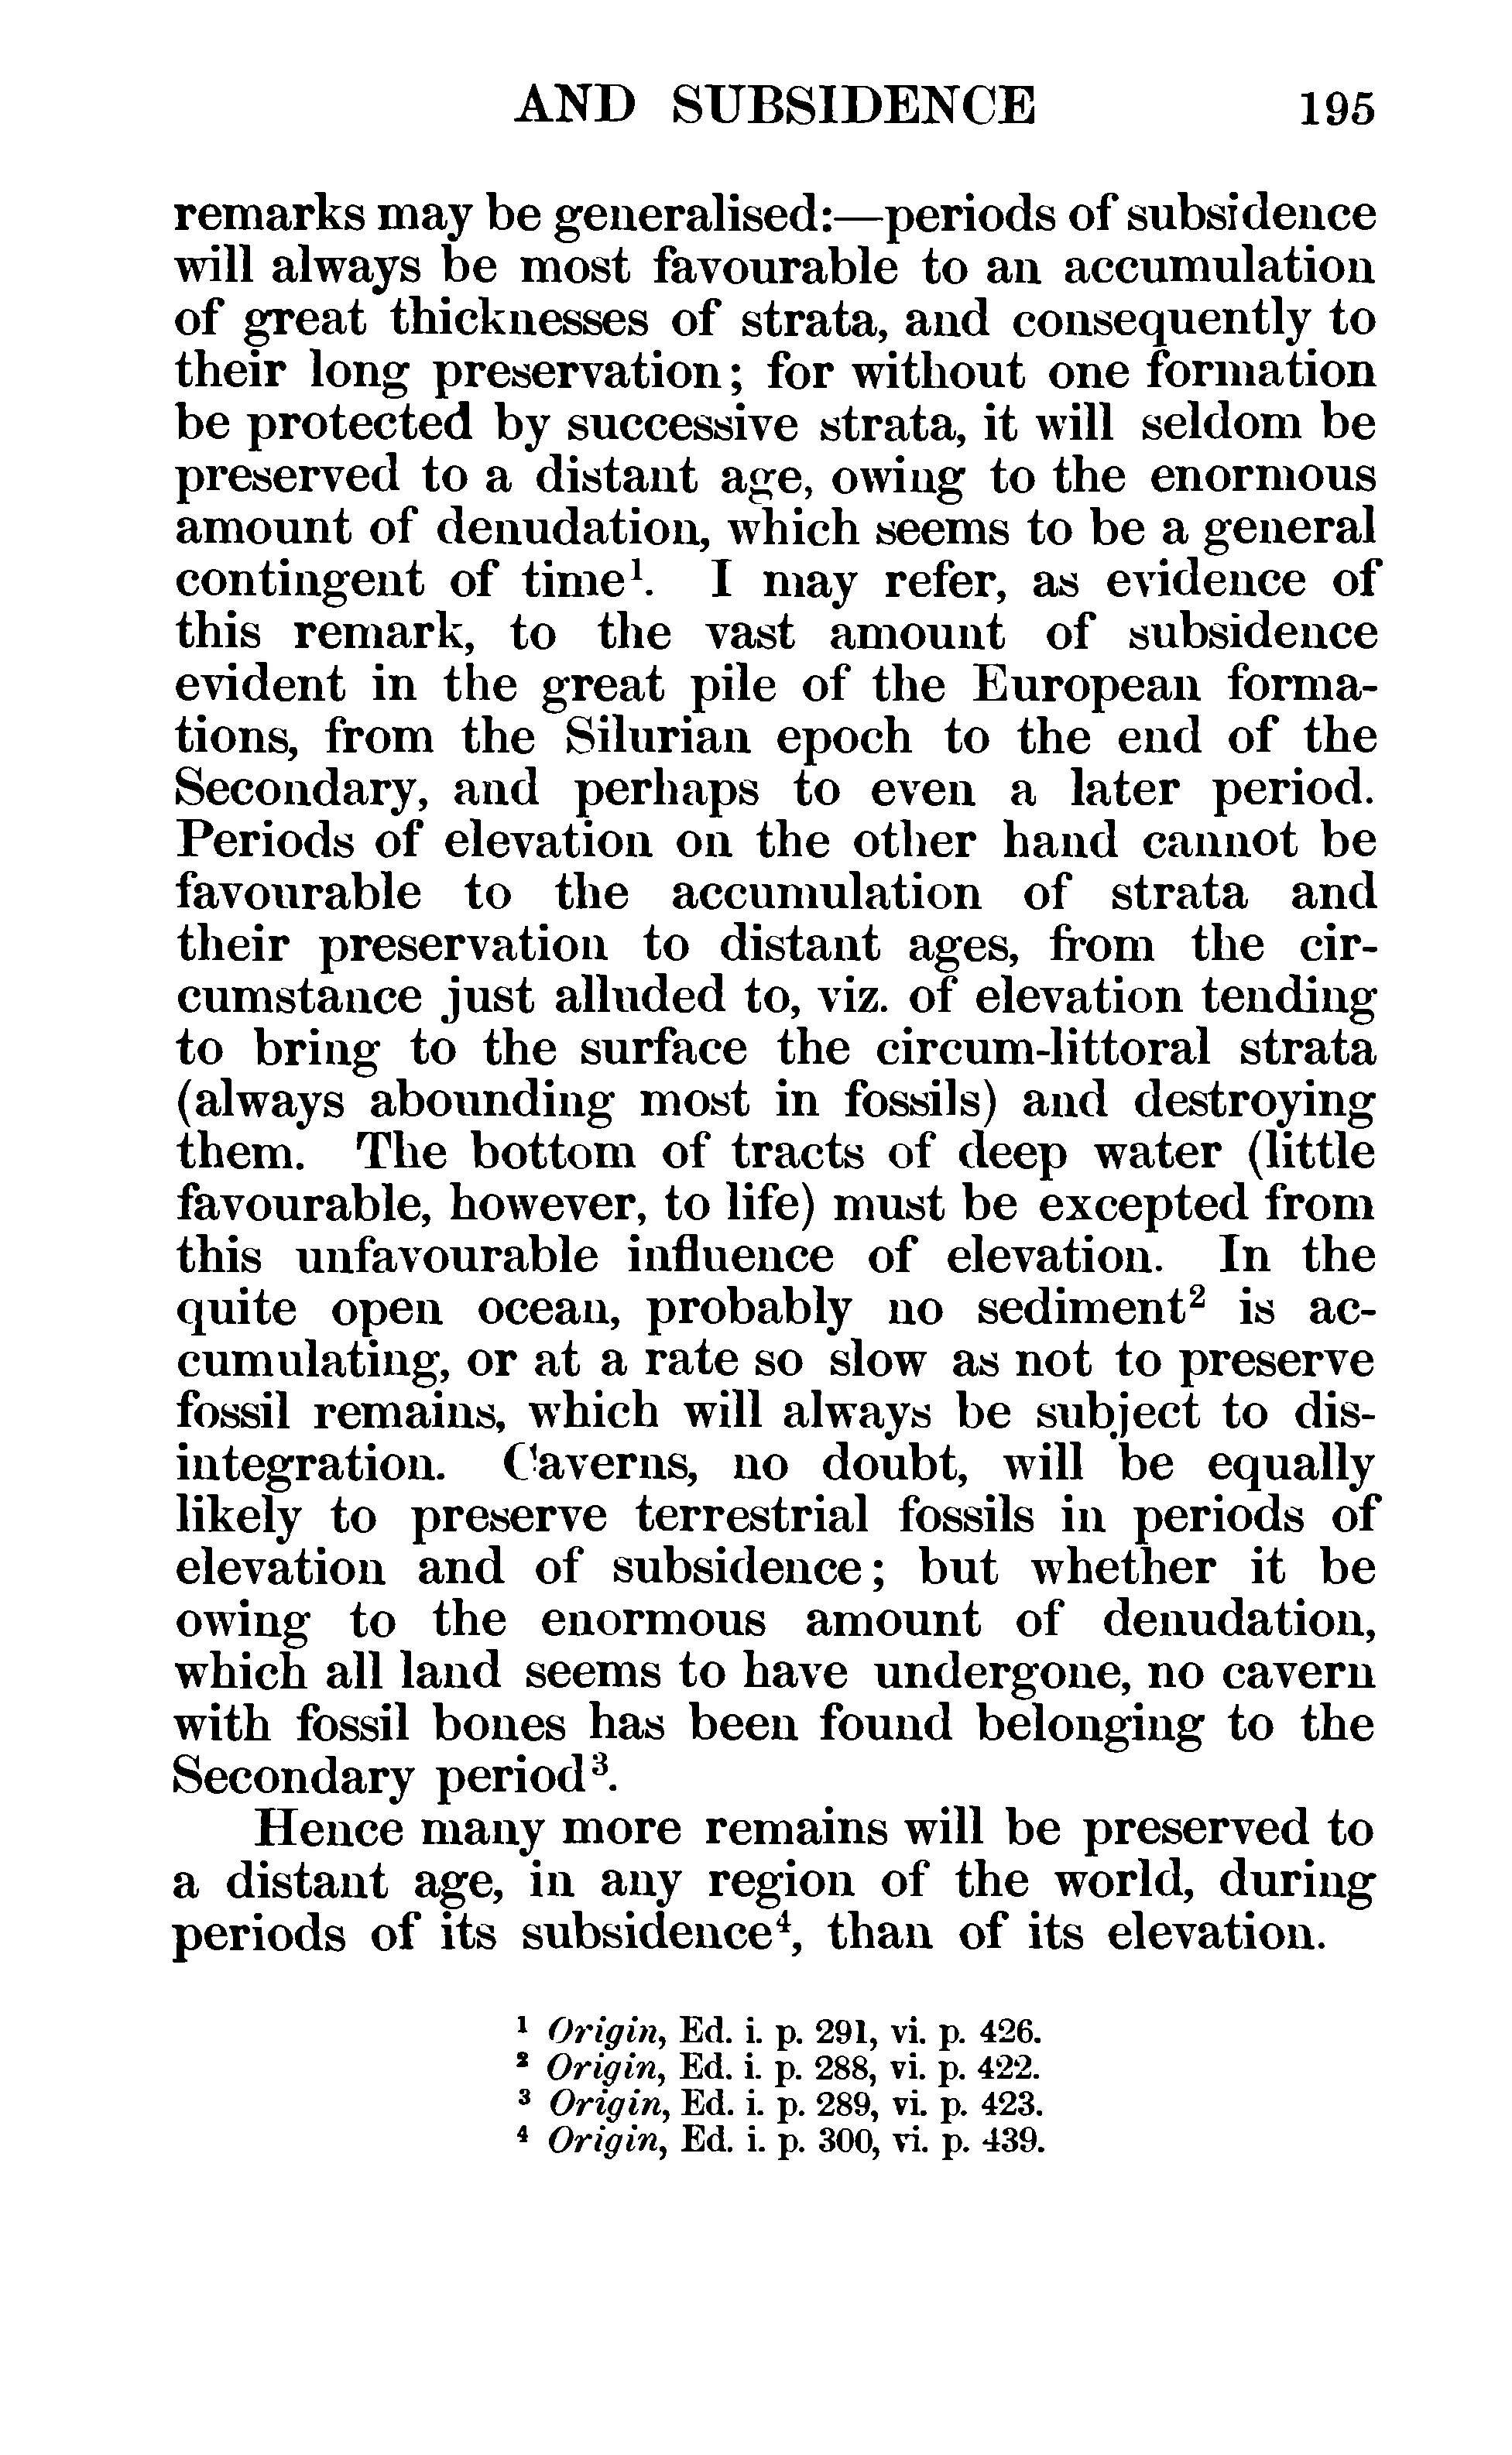 AND SUBSIDENCE 195
remarks may be generalised:—periods of subsidence
will always be most favourable to an accumulation
of great thicknesses of strata, and consequently to
their long preservation; for without one formation
be protected by successive strata, it will seldom be
preserved to a distant age, owing to the enormous
amount of denudation, which seems to be a general
contingent of time¹. I may refer, as evidence of
this remark, to the vast amount of subsidence
evident in the great pile of the European forma-
tions, from the Silurian epoch to the end of the
Secondary, and perhaps to even a later period.
Periods of elevation on the other hand cannot be
favourable to the accumulation of strata and
their preservation to distant ages, from the cir-
cumstance just alluded to, viz. of elevation tending
to bring to the surface the circum-littoral strata
(always abounding most in fossils) and destroying
them. The bottom of tracts of deep water (little
favourable, however, to life) must be excepted from
this unfavourable influence of elevation. In the
quite open ocean, probably no sediment² is ac-
cumulating, or at a rate so slow as not to preserve
fossil remains, which will always be subject to dis-
integration. Caverns, no doubt, will be equally
likely to preserve terrestrial fossils in periods of
elevation and of subsidence; but whether it be
owing to the enormous amount of denudation,
which all land seems to have undergone, no cavern
with fossil bones has been found belonging to the
Secondary period³.
Hence many more remains will be preserved to
a distant age, in any region of the world, during
periods of its subsidence⁴, than of its elevation.
¹ Origin, Ed. i. p. 291, vi. p. 426.
² Origin, Ed. i. p. 288, vi. p. 422.
³ Origin, Ed. i. p. 289, vi. p. 423.
⁴ Origin, Ed. i. p. 300, vi. p. 439.